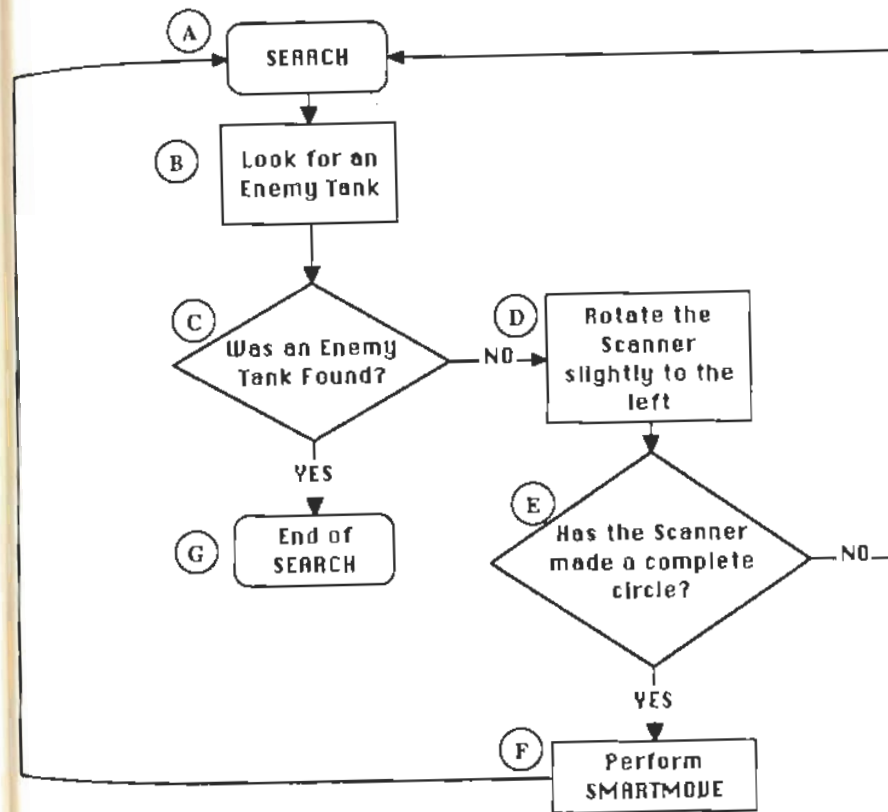 A
SEARCH
B
Look for an
Enemy Tank
C
Was an Enemy
Tank Found?
NO
D
Rotate the
Scanner
slightly to the
left
YES
E
Has the Scanner
made a complete
circle?
NO
G
End of
SEARCH
YES
F
Perform
SMARTMOVE